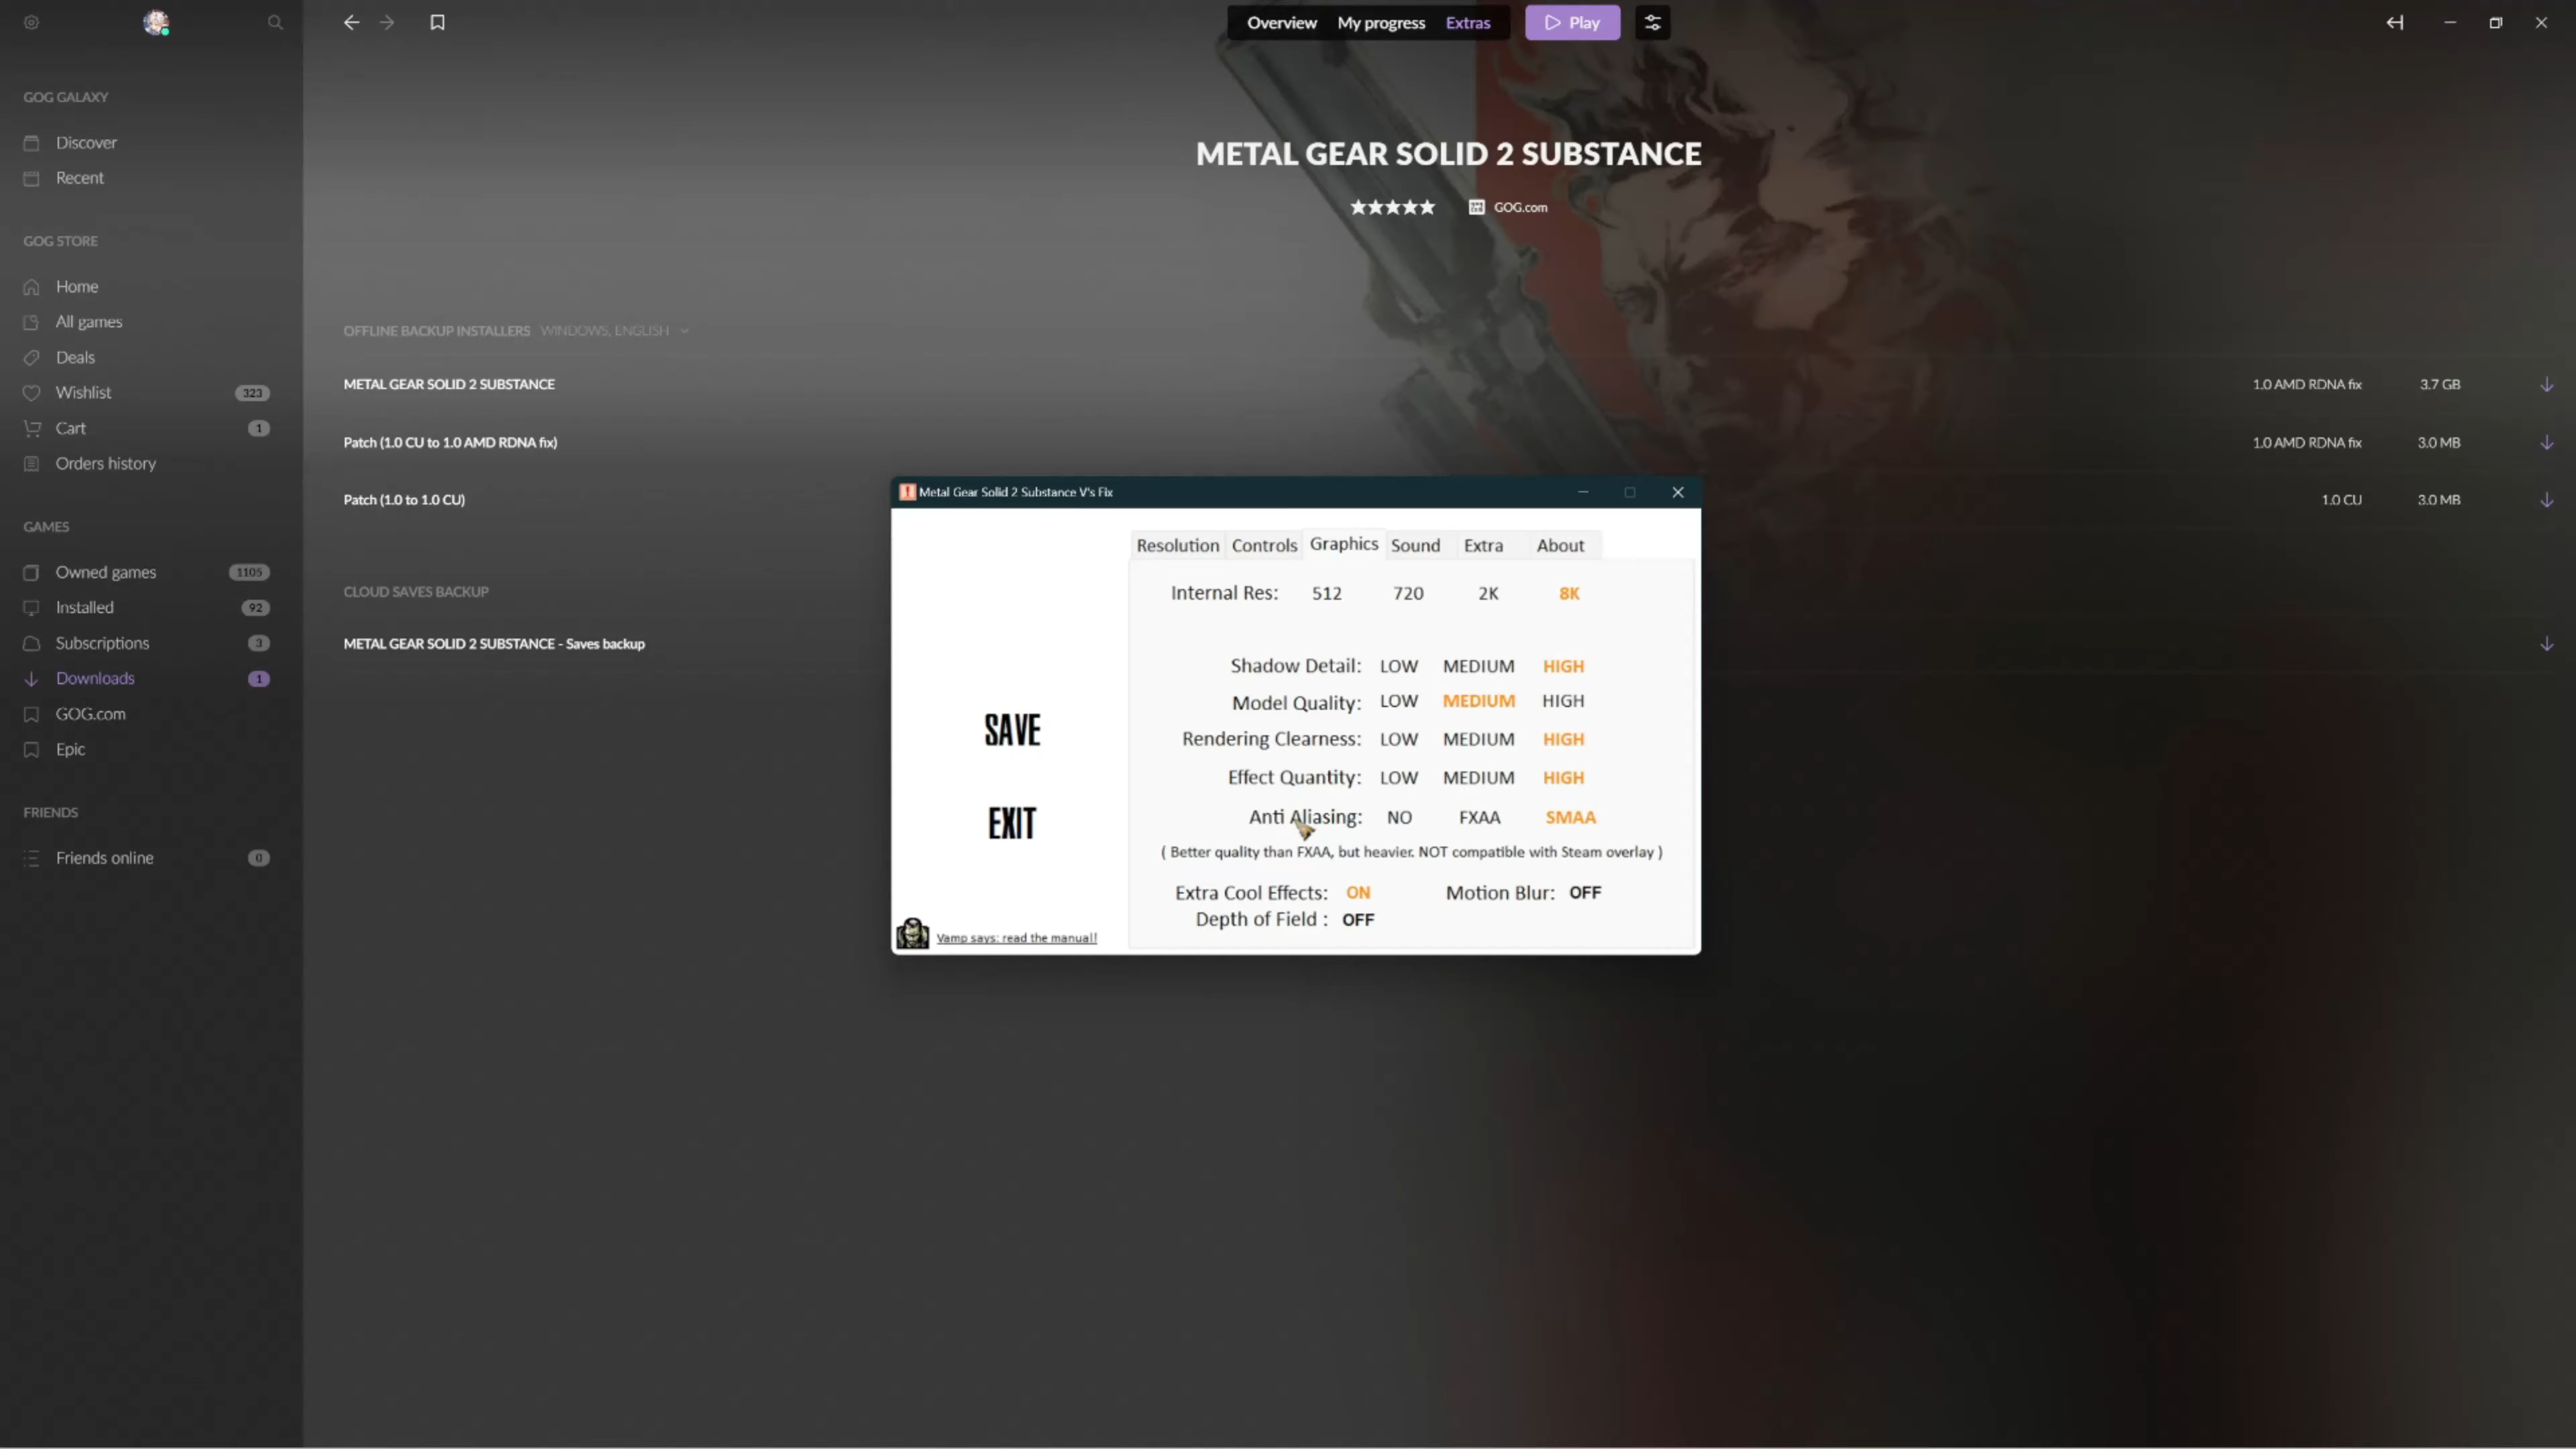 Overview My progress Extras Play
GOG GALAXY
Discover
Recent
GOG STORE
Home
All games
Deals
Wishlist 323
Cart 1
Orders history
GAMES
Owned games 1105
Installed 92
Subscriptions 3
Downloads 1
GOG.com
Epic
FRIENDS
Friends online 0
METAL GEAR SOLID 2 SUBSTANCE
GOG.com
OFFLINE BACKUP INSTALLERS WINDOWS, ENGLISH
METAL GEAR SOLID 2 SUBSTANCE 1.0 AMD RDNA fix 3.7 GB
Patch (1.0 CU to 1.0 AMD RDNA fix) 1.0 AMD RDNA fix 3.0 MB
Patch (1.0 to 1.0 CU) 1.0 CU 3.0 MB
CLOUD SAVES BACKUP
METAL GEAR SOLID 2 SUBSTANCE - Saves backup
Metal Gear Solid 2 Substance V's Fix
Resolution Controls Graphics Sound Extra About
Internal Res: 512 720 2K 8K
Shadow Detail: LOW MEDIUM HIGH
Model Quality: LOW MEDIUM HIGH
Rendering Clearness: LOW MEDIUM HIGH
Effect Quantity: LOW MEDIUM HIGH
Anti Aliasing: NO FXAA SMAA
( Better quality than FXAA, but heavier. NOT compatible with Steam overlay )
Extra Cool Effects: ON Motion Blur: OFF
Depth of Field : OFF
SAVE
EXIT
Vamp says: read the manual!